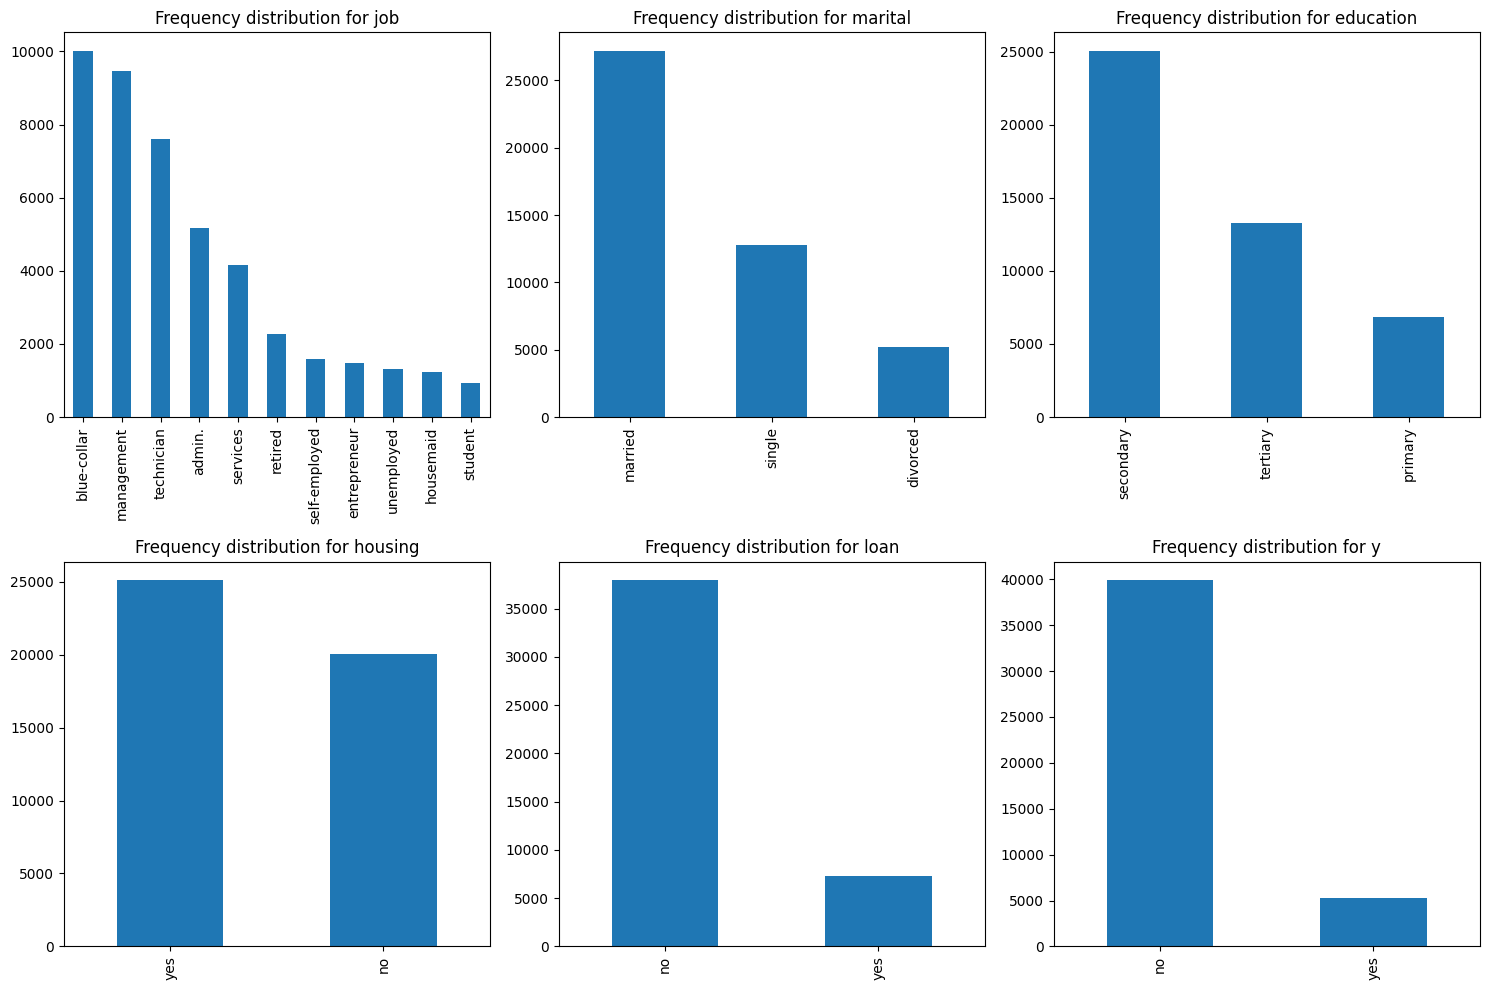 Frequency distribution for job
10000
8000
6000
4000
2000
0
blue-collar
management
technician
admin.
services
retired
self-employed
entrepreneur
unemployed
housemaid
student
Frequency distribution for marital
25000
20000
15000
10000
5000
0
married
single
divorced
Frequency distribution for education
25000
20000
15000
10000
5000
0
secondary
tertiary
primary
Frequency distribution for housing
25000
20000
15000
10000
5000
0
yes
no
Frequency distribution for loan
35000
30000
25000
20000
15000
10000
5000
0
no
yes
Frequency distribution for y
40000
35000
30000
25000
20000
15000
10000
5000
0
no
yes